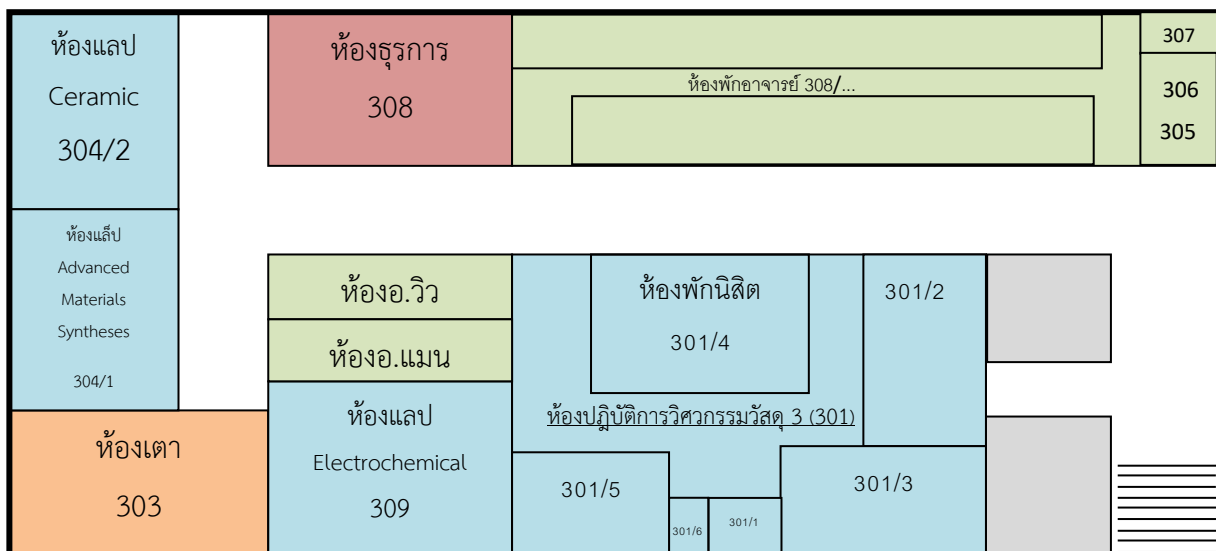 ห้องแลป
Ceramic
304/2
ห้องธุรการ
308
ห้องพักอาจารย์ 308/...
307
306
305
ห้องแล็ป
Advanced
Materials
Syntheses
304/1
ห้องอ.วิว
ห้องอ.แมน
ห้องพักนิสิต
301/4
301/2
ห้องปฏิบัติการวิศวกรรมวัสดุ 3 (301)
ห้องเตา
303
ห้องแลป
Electrochemical
309
301/5
301/6
301/1
301/3